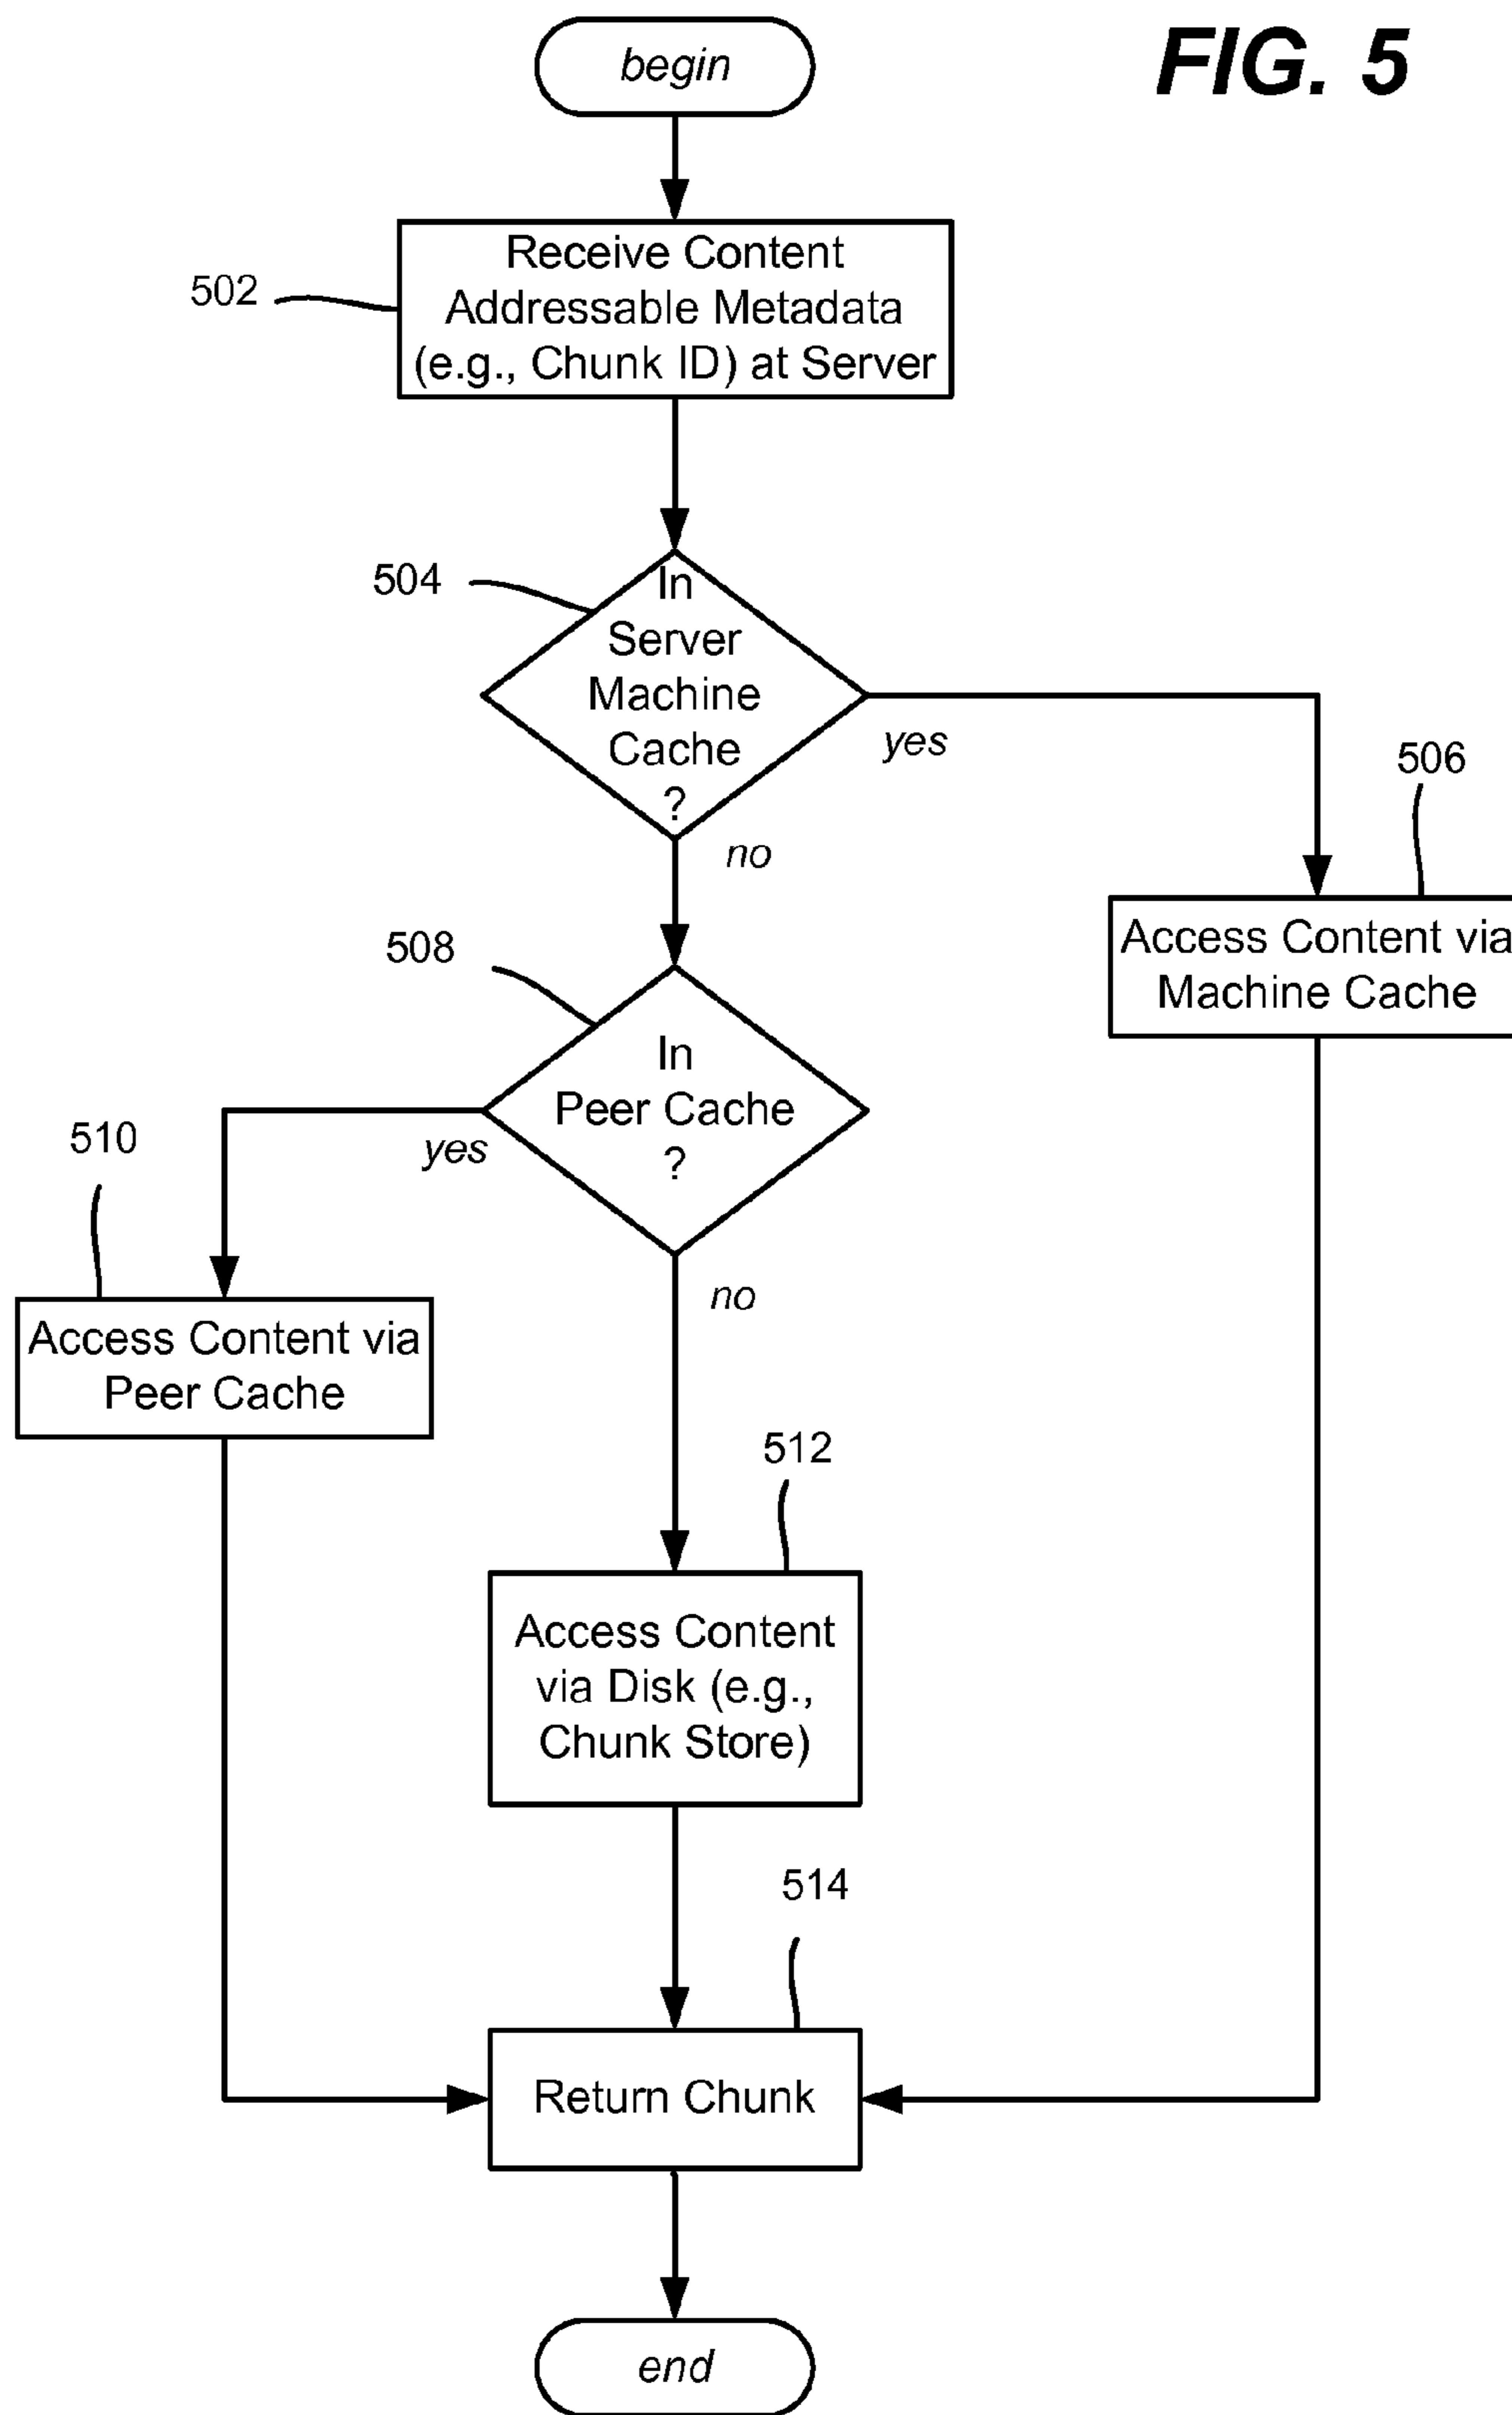 FIG. 5
begin
502
Receive Content
Addressable Metadata
(e.g., Chunk ID) at Server
504
In
Server
Machine
Cache
?
yes
no
506
Access Content via
Machine Cache
508
In
Peer Cache
?
yes
no
510
Access Content via
Peer Cache
512
Access Content
via Disk (e.g.,
Chunk Store)
514
Return Chunk
end